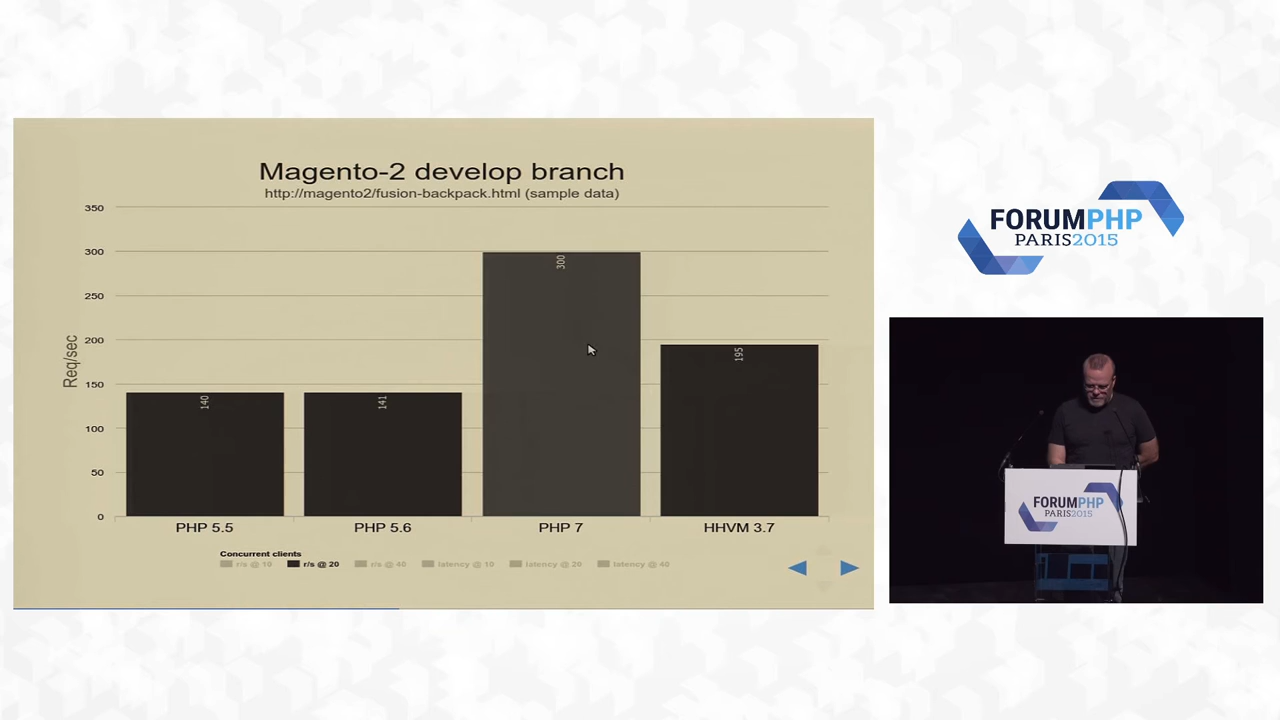 Magento-2 develop branch
http://magento2/fusion-backpack.html (sample data)
350
300
250
200
150
100
50
0
Req/sec
140
141
300
195
PHP 5.5
PHP 5.6
PHP 7
HHVM 3.7
Concurrent clients
r/s @ 10
r/s @ 20
r/s @ 40
latency @ 10
latency @ 20
latency @ 40
FORUMPHP
PARIS2015
FORUMPHP
PARIS2015